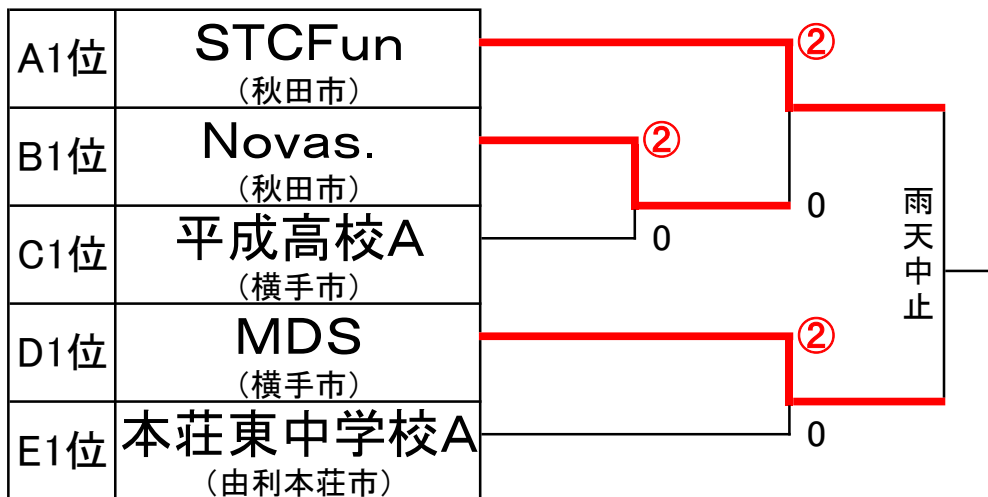 A1位
STCFun
（秋田市）
②
B1位
Novas.
（秋田市）
②
0
C1位
平成高校A
（横手市）
0
雨天中止
D1位
MDS
（横手市）
②
E1位
本荘東中学校A
（由利本荘市）
0